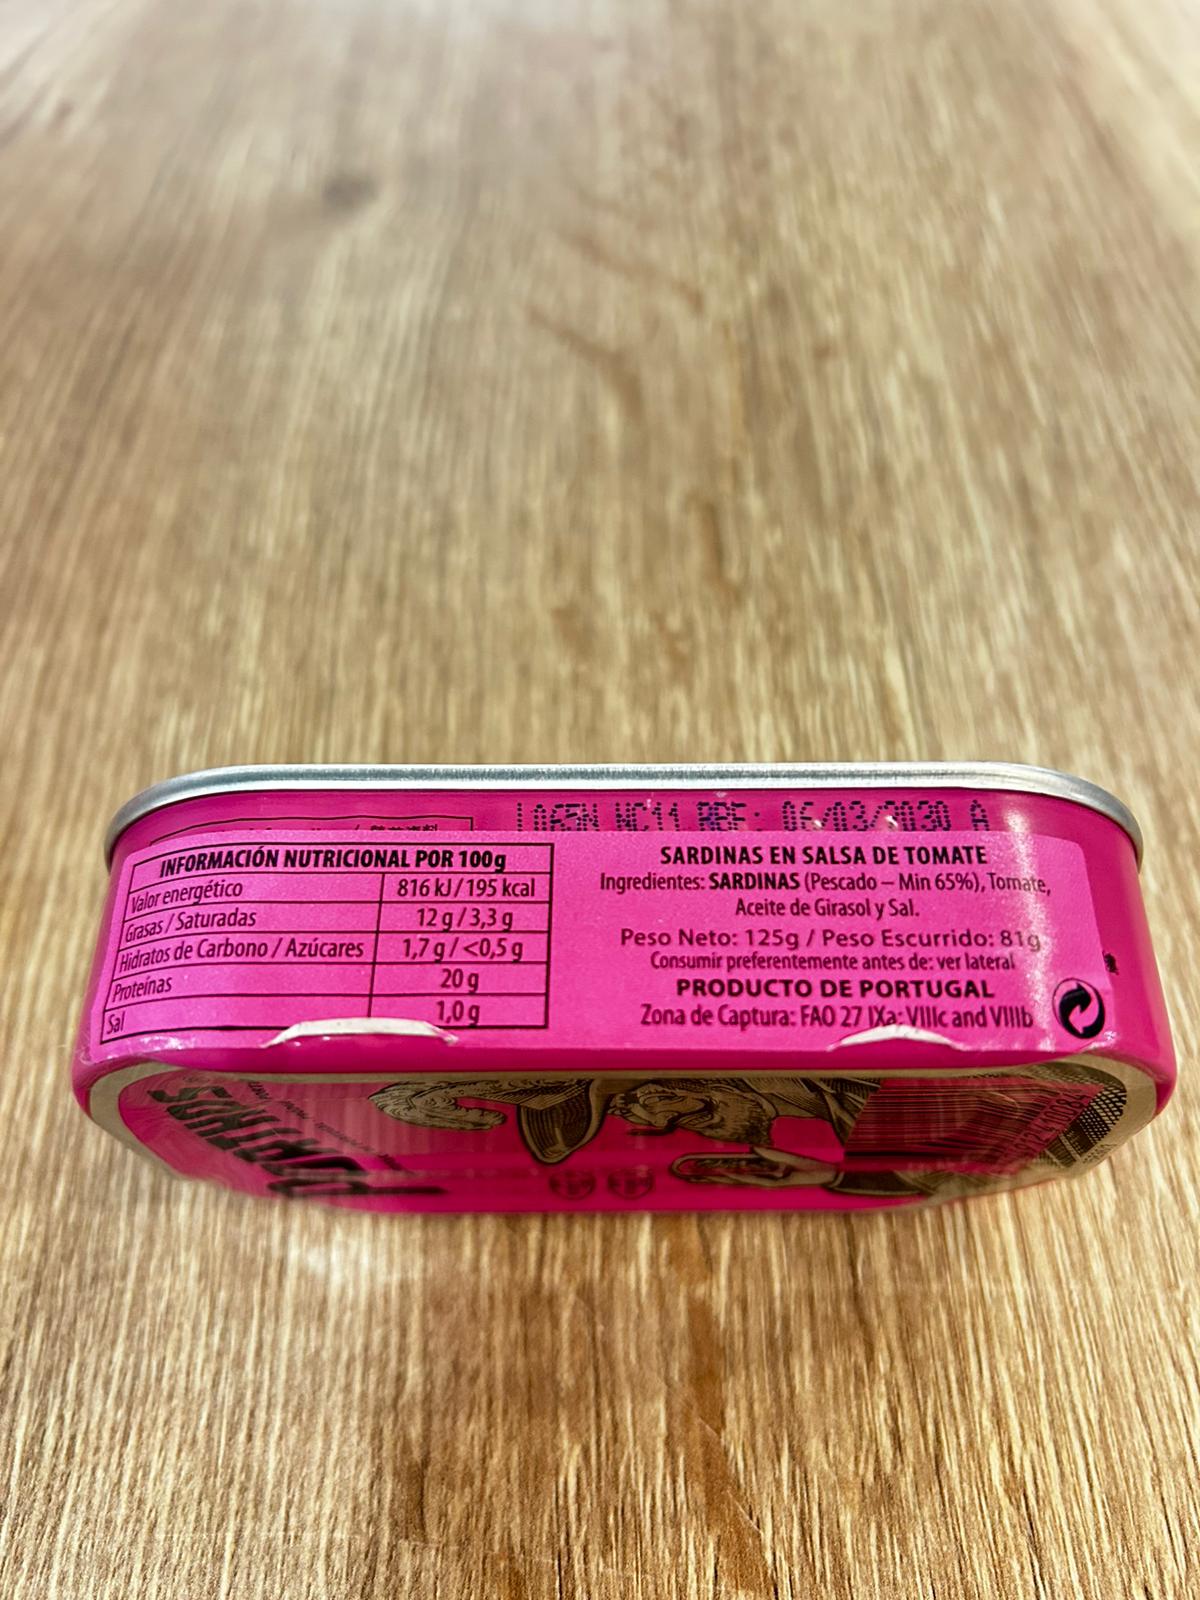 L065N WC11 BBF: 06/03/2030 A
INFORMACIÓN NUTRICIONAL POR 100g
Valor energético 816 kJ / 195 kcal
Grasas / Saturadas 12 g / 3,3 g
Hidratos de Carbono / Azúcares 1,7 g / <0,5 g
Proteínas 20 g
Sal 1,0 g
SARDINAS EN SALSA DE TOMATE
Ingredientes: SARDINAS (Pescado – Min 65%), Tomate,
Aceite de Girasol y Sal.
Peso Neto: 125g / Peso Escurrido: 81g
Consumir preferentemente antes de: ver lateral
PRODUCTO DE PORTUGAL
Zona de Captura: FAO 27 IXa: VIIIc and VIIIb